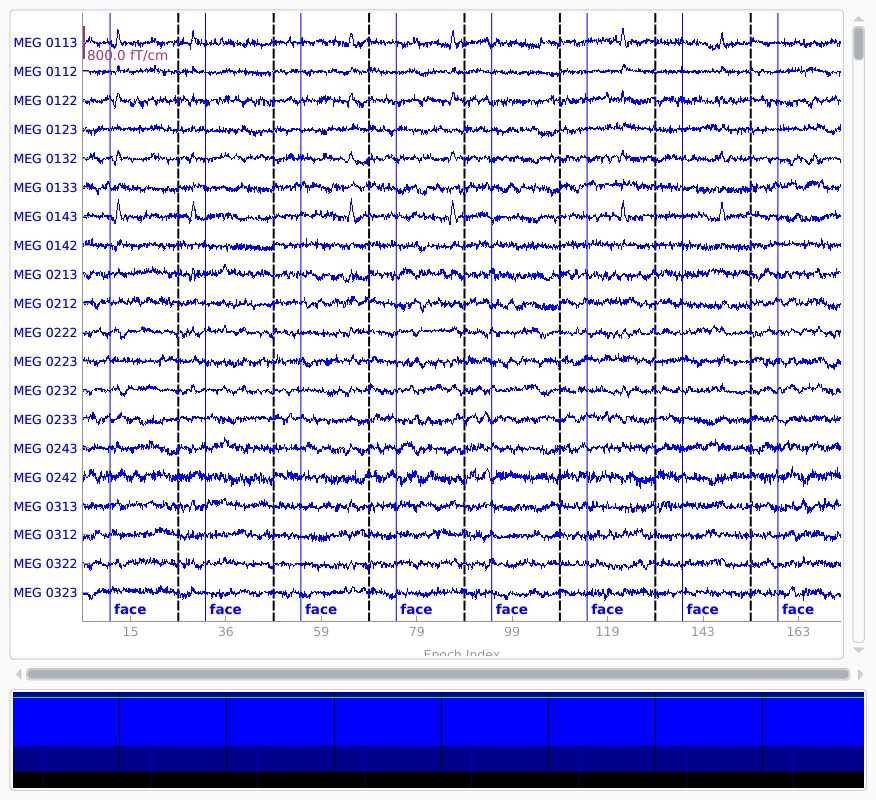 MEG 0113
800.0 fT/cm
MEG 0112
MEG 0122
MEG 0123
MEG 0132
MEG 0133
MEG 0143
MEG 0142
MEG 0213
MEG 0212
MEG 0222
MEG 0223
MEG 0232
MEG 0233
MEG 0243
MEG 0242
MEG 0313
MEG 0312
MEG 0322
MEG 0323
face face face face face face face face
15 36 59 79 99 119 143 163
Epoch Index